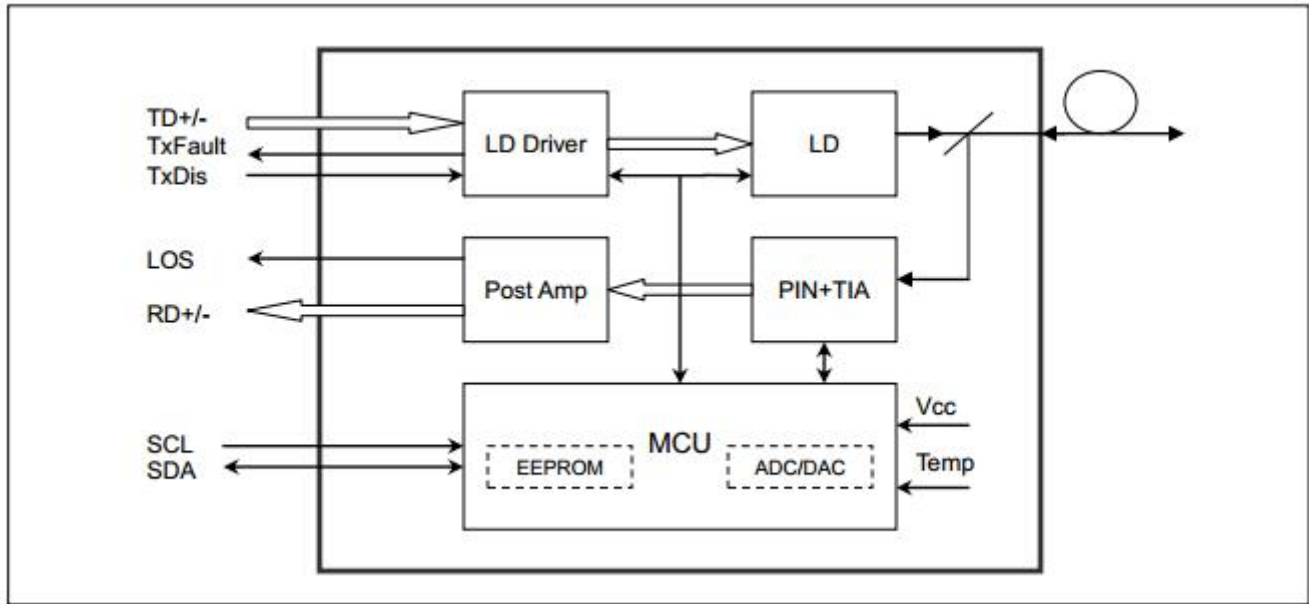 TD+/-
TxFault
TxDis
LD Driver
LD
LOS
RD+/-
Post Amp
PIN+TIA
SCL
SDA
MCU
EEPROM
ADC/DAC
Vcc
Temp